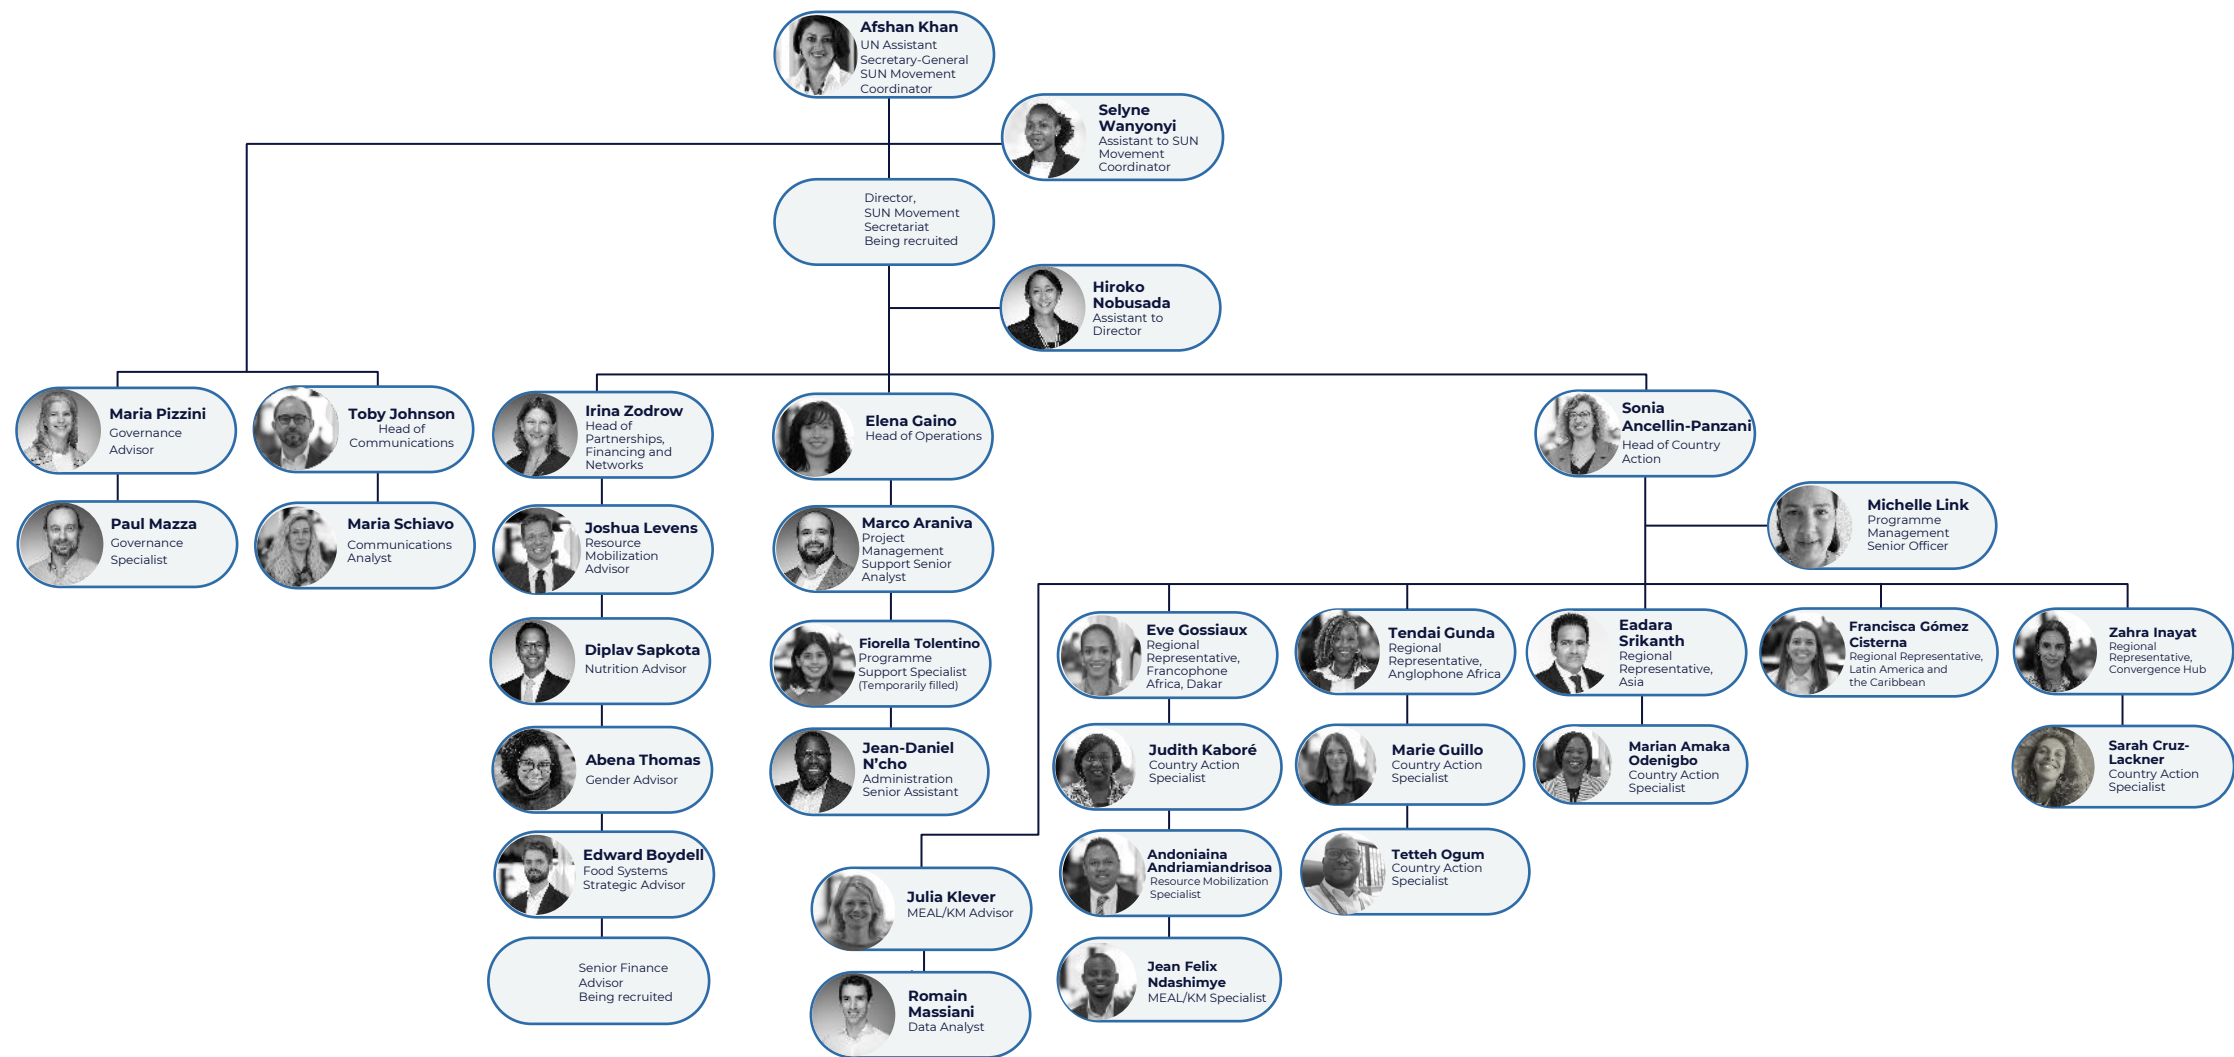 Afshan Khan
UN Assistant
Secretary-General
SUN Movement
Coordinator
Selyne
Wanyonyi
Assistant to SUN
Movement
Coordinator
Director,
SUN Movement
Secretariat
Being recruited
Hiroko
Nobusada
Assistant to
Director
Maria Pizzini
Governance
Advisor
Paul Mazza
Governance
Specialist
Toby Johnson
Head of
Communications
Maria Schiavo
Communications
Analyst
Irina Zodrow
Head of
Partnerships,
Financing and
Networks
Joshua Levens
Resource
Mobilization
Advisor
Diplav Sapkota
Nutrition Advisor
Abena Thomas
Gender Advisor
Edward Boydell
Food Systems
Strategic Advisor
Senior Finance
Advisor
Being recruited
Elena Gaino
Head of Operations
Marco Araniva
Project
Management
Support Senior
Analyst
Fiorella Tolentino
Programme
Support Specialist
(Temporarily filled)
Jean-Daniel
N'cho
Administration
Senior Assistant
Sonia
Ancellin-Panzani
Head of Country
Action
Michelle Link
Programme
Management
Senior Officer
Julia Klever
MEAL/KM Advisor
Romain
Massiani
Data Analyst
Eve Gossiaux
Regional
Representative,
Francophone
Africa, Dakar
Judith Kaboré
Country Action
Specialist
Andoniaina
Andriamiandrisoa
Resource Mobilization
Specialist
Jean Felix
Ndashimye
MEAL/KM Specialist
Tendai Gunda
Regional
Representative,
Anglophone Africa
Marie Guillo
Country Action
Specialist
Tetteh Ogum
Country Action
Specialist
Eadara
Srikanth
Regional
Representative,
Asia
Marian Amaka
Odenigbo
Country Action
Specialist
Francisca Gómez
Cisterna
Regional Representative,
Latin America and
the Caribbean
Zahra Inayat
Regional
Representative,
Convergence Hub
Sarah Cruz-
Lackner
Country Action
Specialist